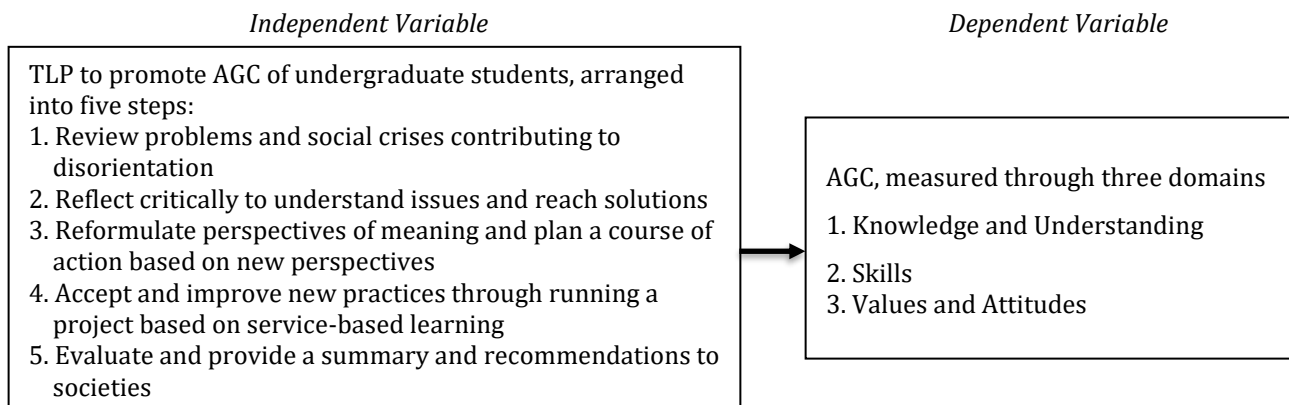 Independent Variable
Dependent Variable
TLP to promote AGC of undergraduate students, arranged
into five steps:
1. Review problems and social crises contributing to
disorientation
2. Reflect critically to understand issues and reach solutions
3. Reformulate perspectives of meaning and plan a course of
action based on new perspectives
4. Accept and improve new practices through running a
project based on service-based learning
5. Evaluate and provide a summary and recommendations to
societies
AGC, measured through three domains
1. Knowledge and Understanding
2. Skills
3. Values and Attitudes